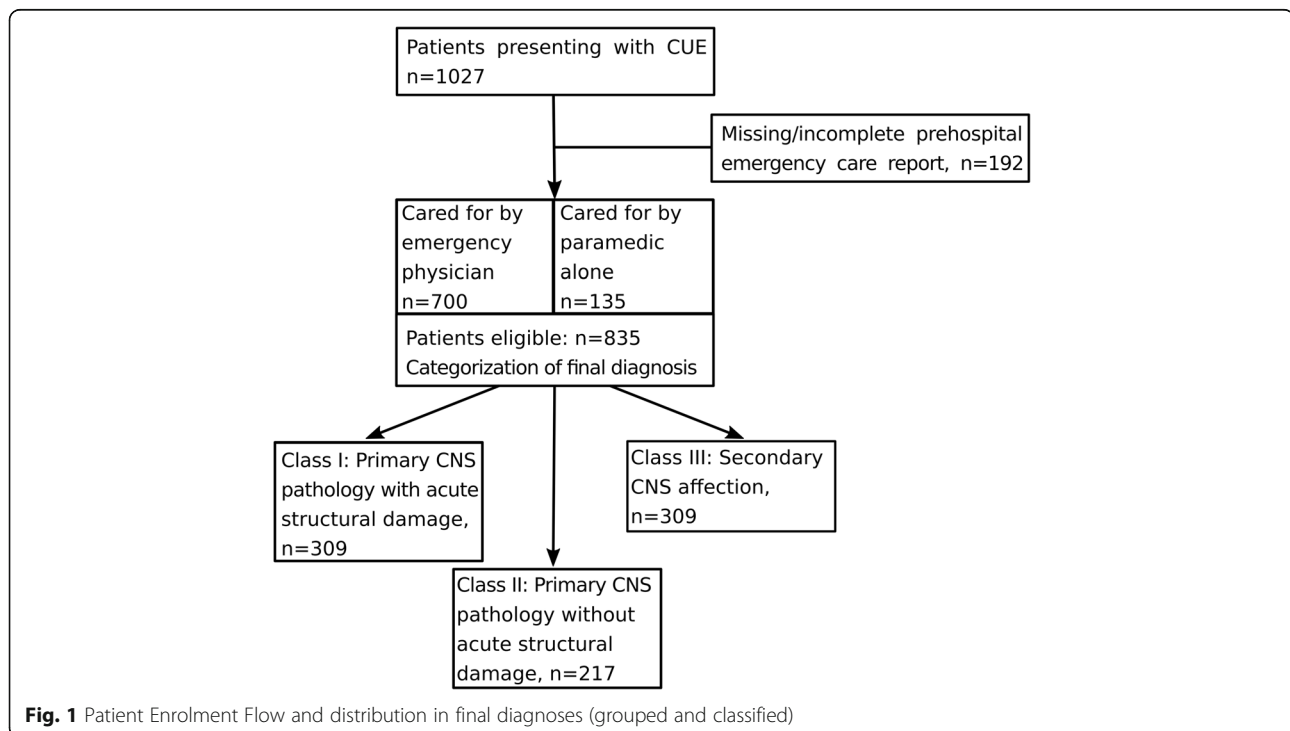 Patients presenting with CUE
n=1027
Missing/incomplete prehospital
emergency care report, n=192
Cared for by
emergency
physician
n=700
Cared for by
paramedic
alone
n=135
Patients eligible: n=835
Categorization of final diagnosis
Class I: Primary CNS
pathology with acute
structural damage,
n=309
Class III: Secondary
CNS affection,
n=309
Class II: Primary CNS
pathology without
acute structural
damage, n=217
Fig. 1 Patient Enrolment Flow and distribution in final diagnoses (grouped and classified)